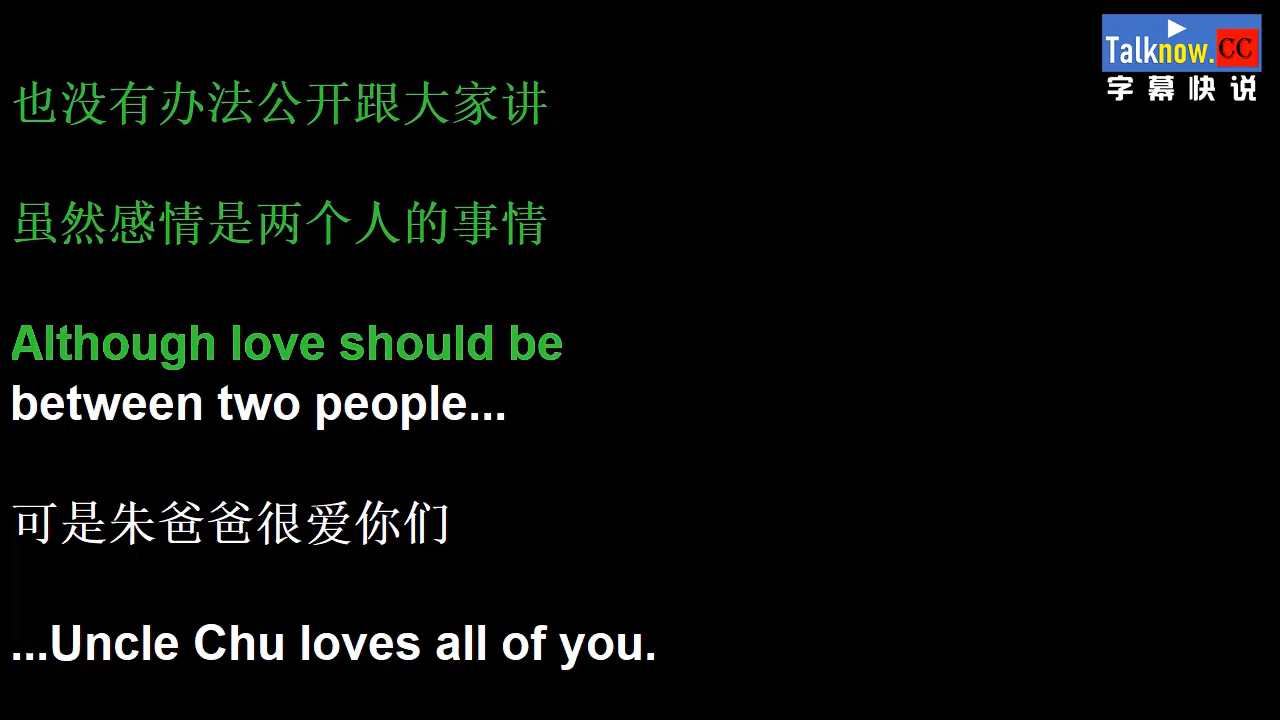 Talknow.CC
字幕快说
也没有办法公开跟大家讲
虽然感情是两个人的事情
Although love should be
between two people...
可是朱爸爸很爱你们
...Uncle Chu loves all of you.